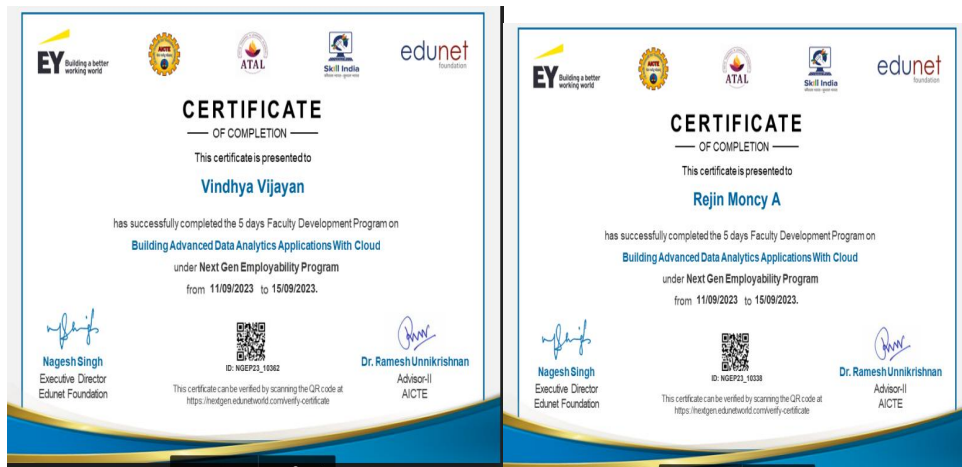 EY Building a better
working world
AICTE
ATAL
Skill India
edunet
foundation
CERTIFICATE
OF COMPLETION
This certificate is presented to
Vindhya Vijayan
has successfully completed the 5 days Faculty Development Program on
Building Advanced Data Analytics Applications With Cloud
under Next Gen Employability Program
from 11/09/2023 to 15/09/2023.
Nagesh Singh
Executive Director
Edunet Foundation
ID: NGEP23_10362
This certificate can be verified by scanning the QR code at
https://nextgen.edunetworld.com/verify-certificate
Dr. Ramesh Unnikrishnan
Advisor-II
AICTE
EY Building a better
working world
AICTE
ATAL
Skill India
edunet
foundation
CERTIFICATE
OF COMPLETION
This certificate is presented to
Rejin Moncy A
has successfully completed the 5 days Faculty Development Program on
Building Advanced Data Analytics Applications With Cloud
under Next Gen Employability Program
from 11/09/2023 to 15/09/2023.
Nagesh Singh
Executive Director
Edunet Foundation
ID: NGEP23_10338
This certificate can be verified by scanning the QR code at
https://nextgen.edunetworld.com/verify-certificate
Dr. Ramesh Unnikrishnan
Advisor-II
AICTE